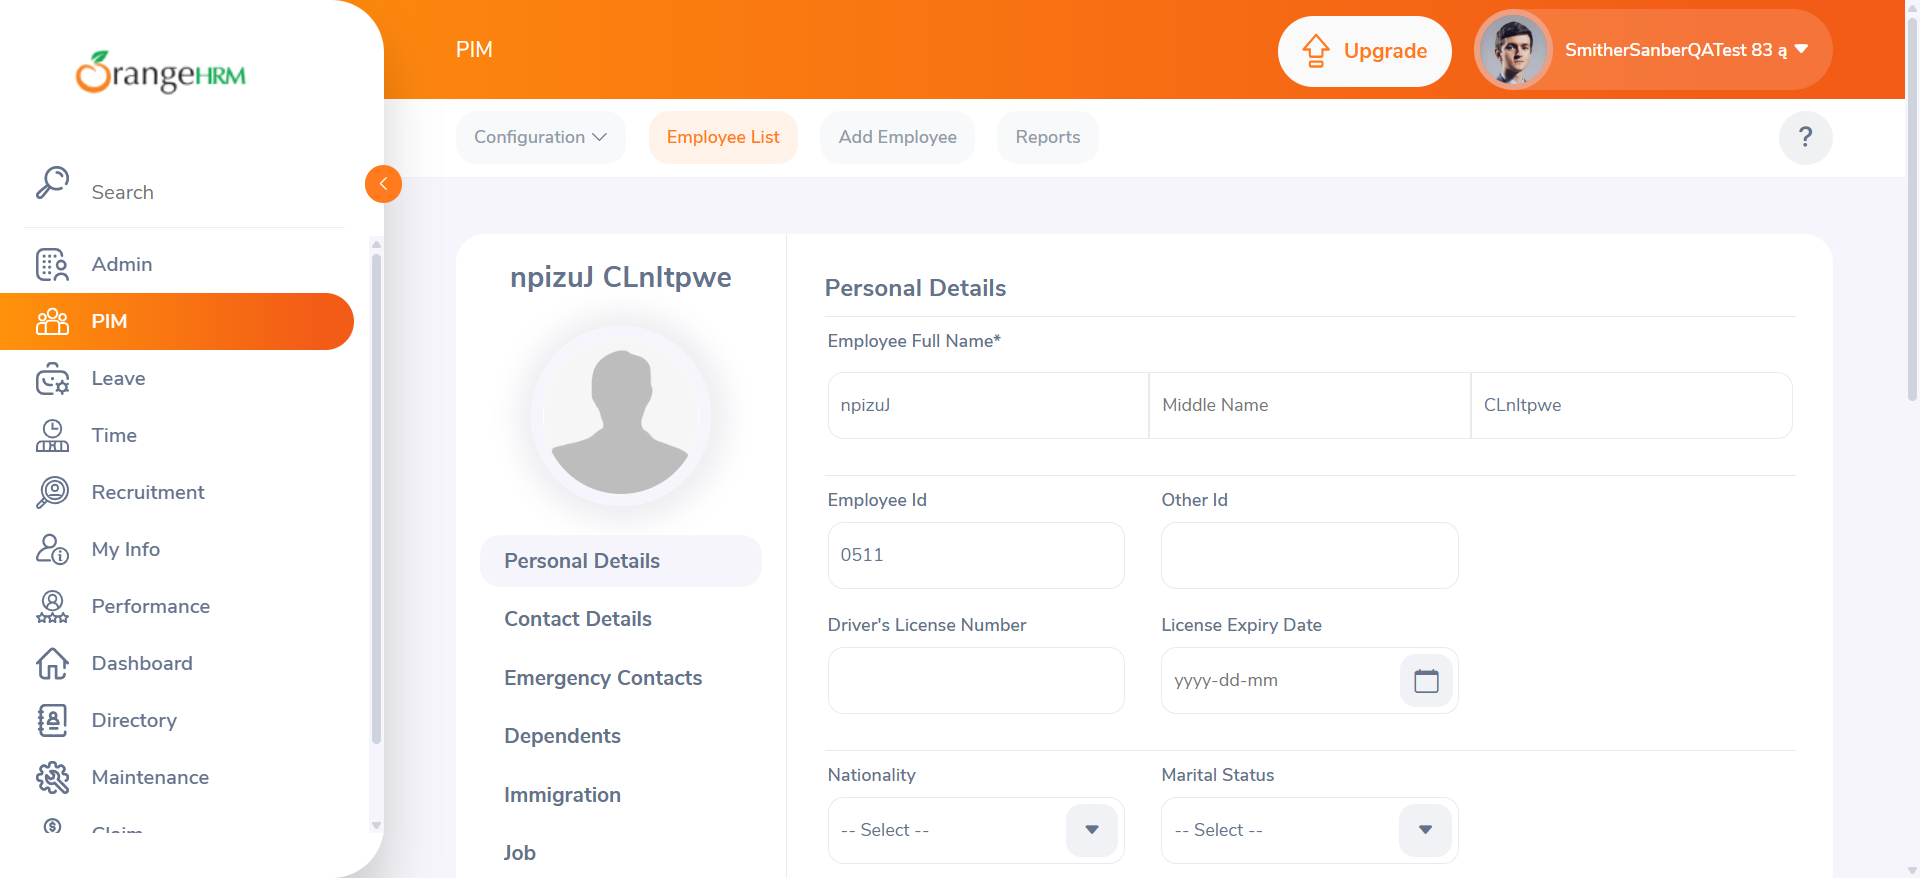 OrangeHRM
PIM
Upgrade
SmitherSanberQATest 83 ą
Configuration
Employee List
Add Employee
Reports
?
Search
Admin
PIM
Leave
Time
Recruitment
My Info
Performance
Dashboard
Directory
Maintenance
Claim
npizuJ CLnItpwe
Personal Details
Contact Details
Emergency Contacts
Dependents
Immigration
Job
Personal Details
Employee Full Name*
npizuJ
Middle Name
CLnItpwe
Employee Id
Other Id
0511
Driver's License Number
License Expiry Date
yyyy-dd-mm
Nationality
Marital Status
-- Select --
-- Select --